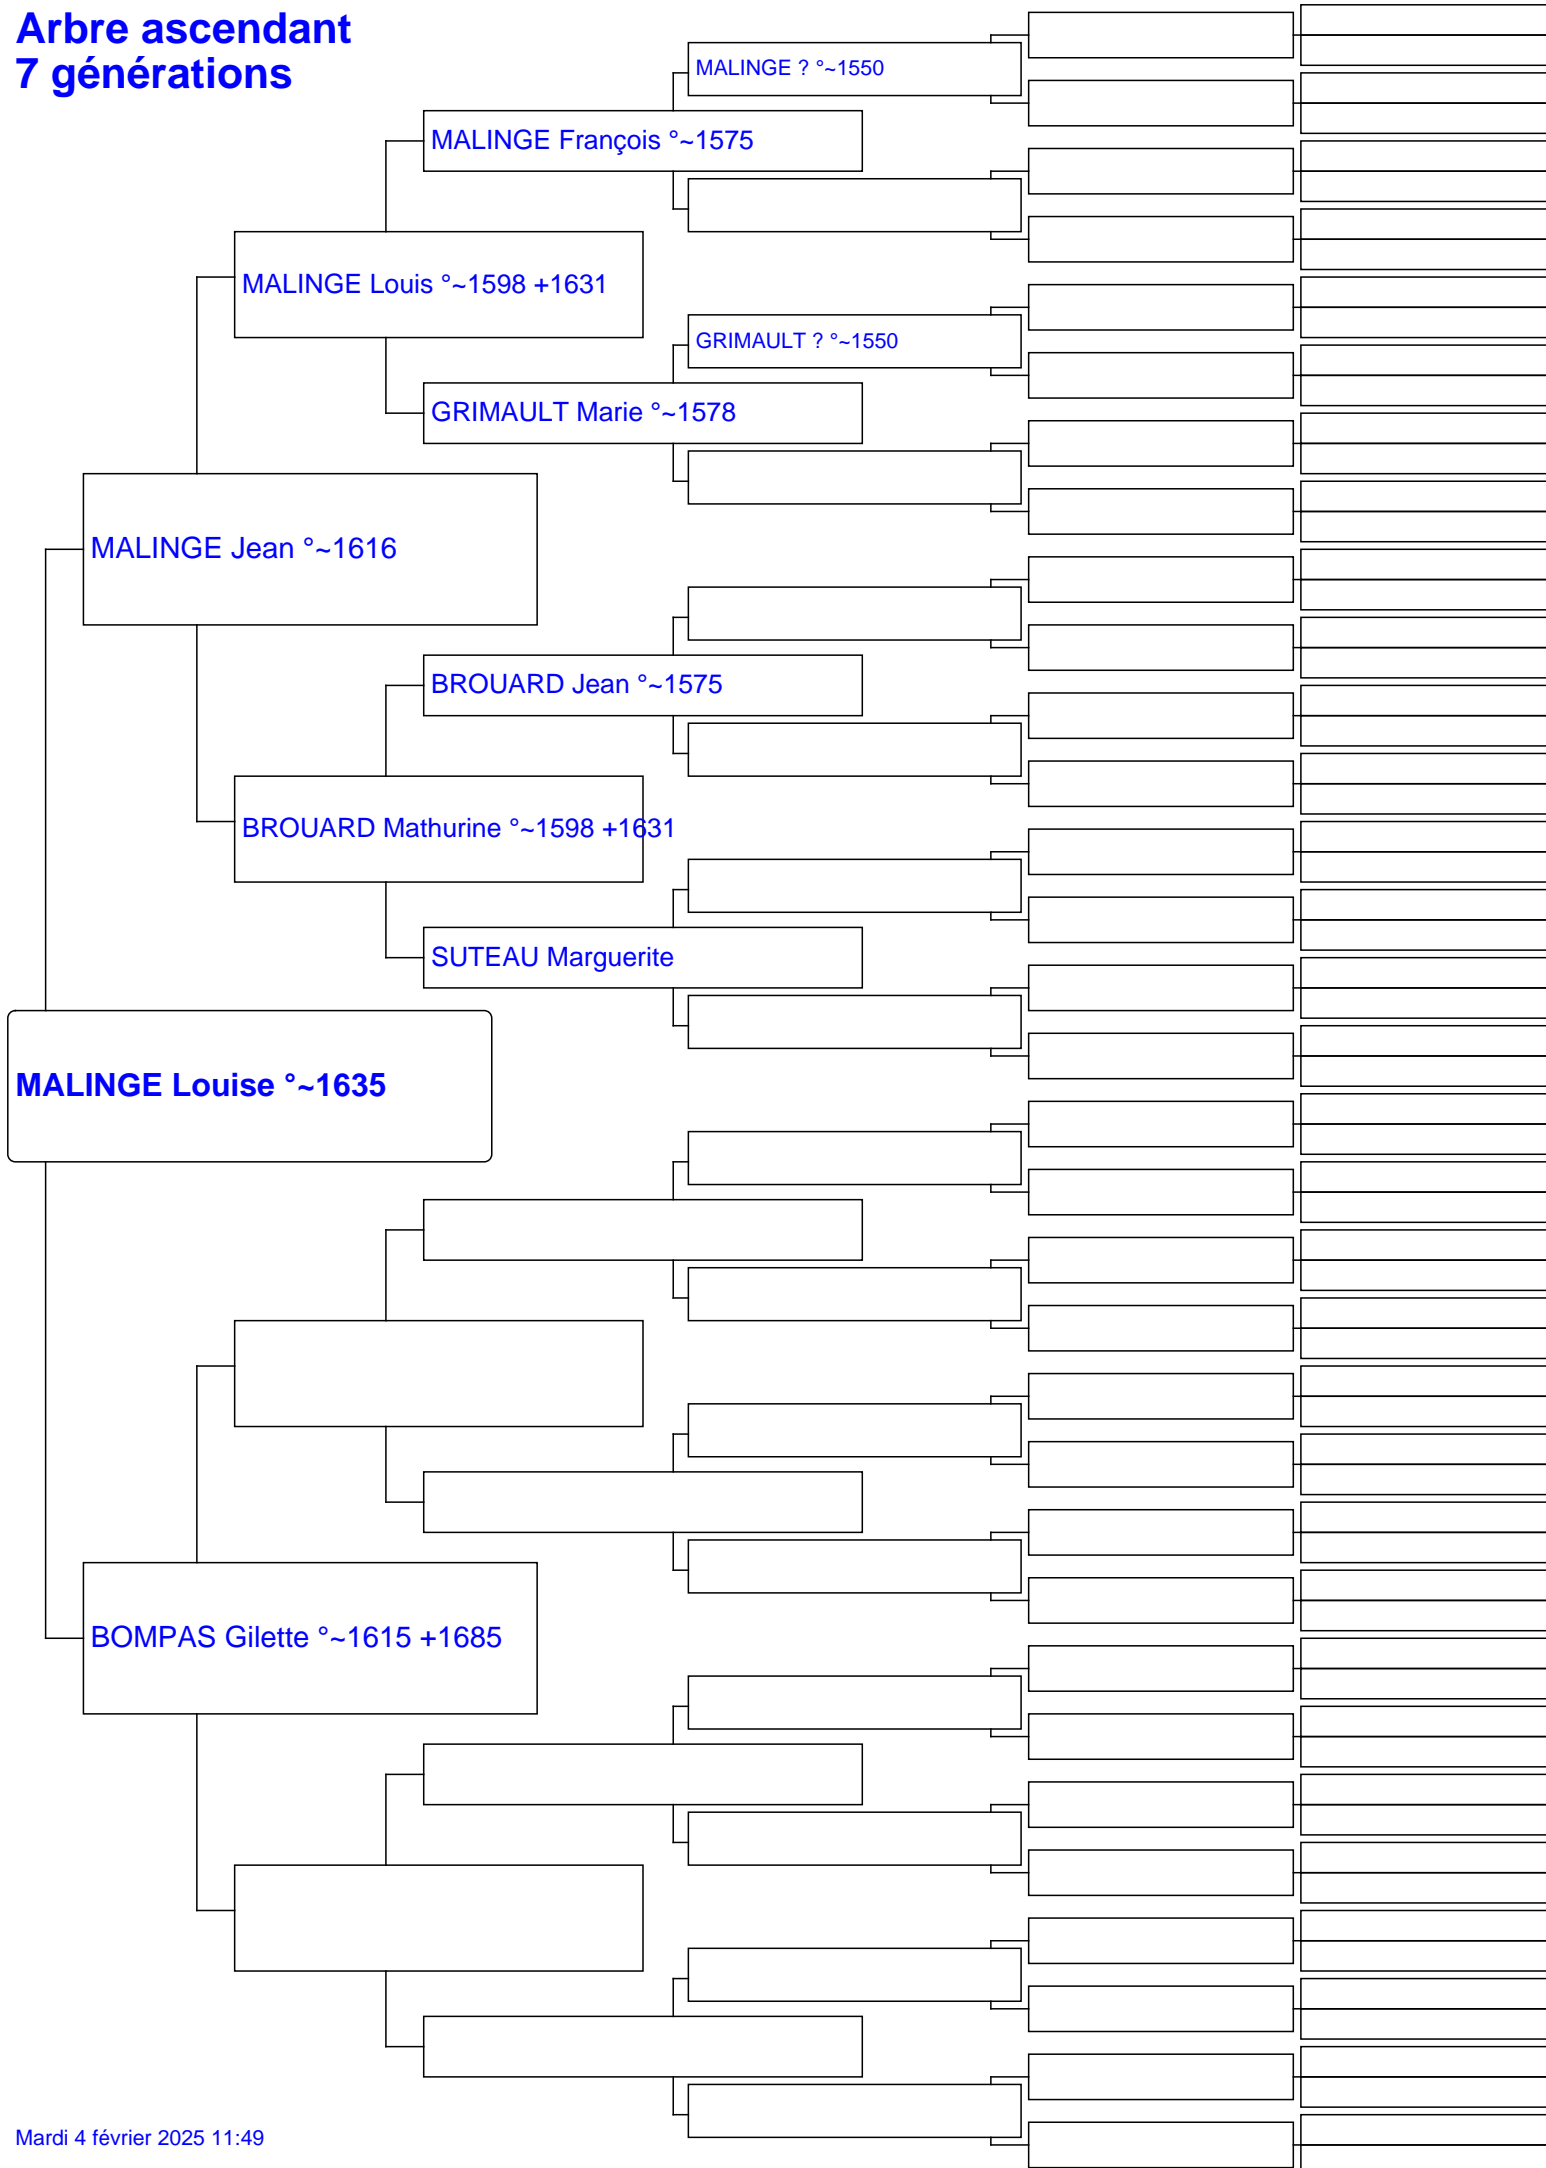 Arbre ascendant
7 générations
MALINGE ? °~1550
MALINGE François °~1575
MALINGE Louis °~1598 +1631
GRIMAULT ? °~1550
GRIMAULT Marie °~1578
MALINGE Jean °~1616
BROUARD Jean °~1575
BROUARD Mathurine °~1598 +1631
SUTEAU Marguerite
MALINGE Louise °~1635
BOMPAS Gilette °~1615 +1685
Mardi 4 février 2025 11:49